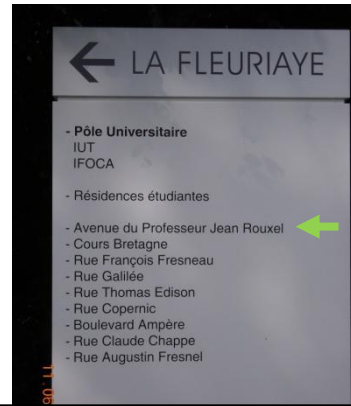 LA FLEURIAYE
- Pôle Universitaire
IUT
IFOCA
- Résidences étudiantes
- Avenue du Professeur Jean Rouxel
- Cours Bretagne
- Rue François Fresneau
- Rue Galilée
- Rue Thomas Edison
- Rue Copernic
- Boulevard Ampère
- Rue Claude Chappe
- Rue Augustin Fresnel